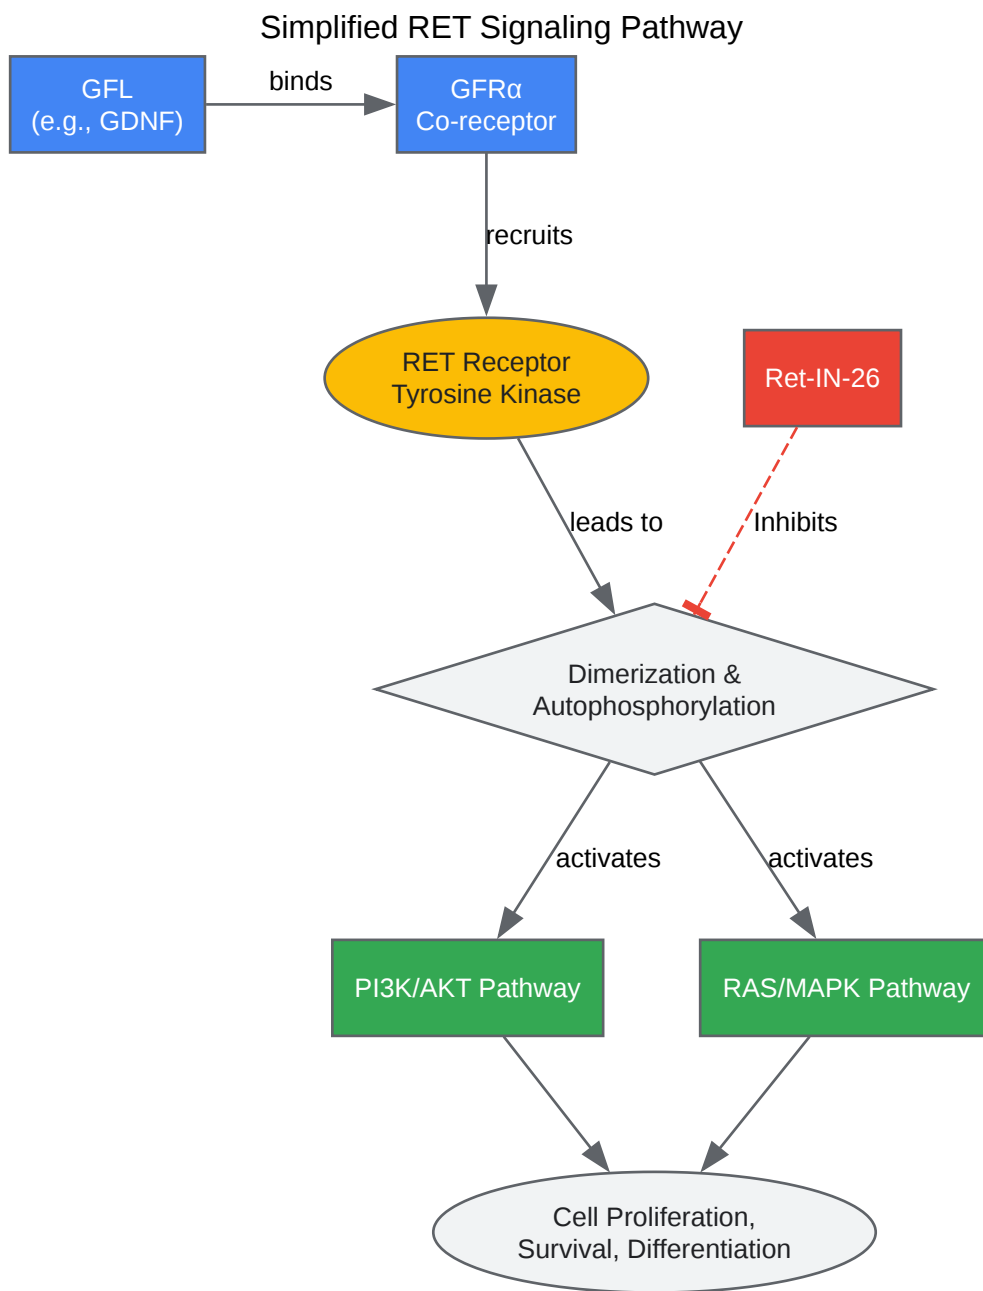 Simplified RET Signaling Pathway
GFL
(e.g., GDNF)
binds
GFRα
Co-receptor
recruits
RET Receptor
Tyrosine Kinase
Ret-IN-26
leads to
Inhibits
Dimerization &
Autophosphorylation
activates
activates
PI3K/AKT Pathway
RAS/MAPK Pathway
Cell Proliferation,
Survival, Differentiation